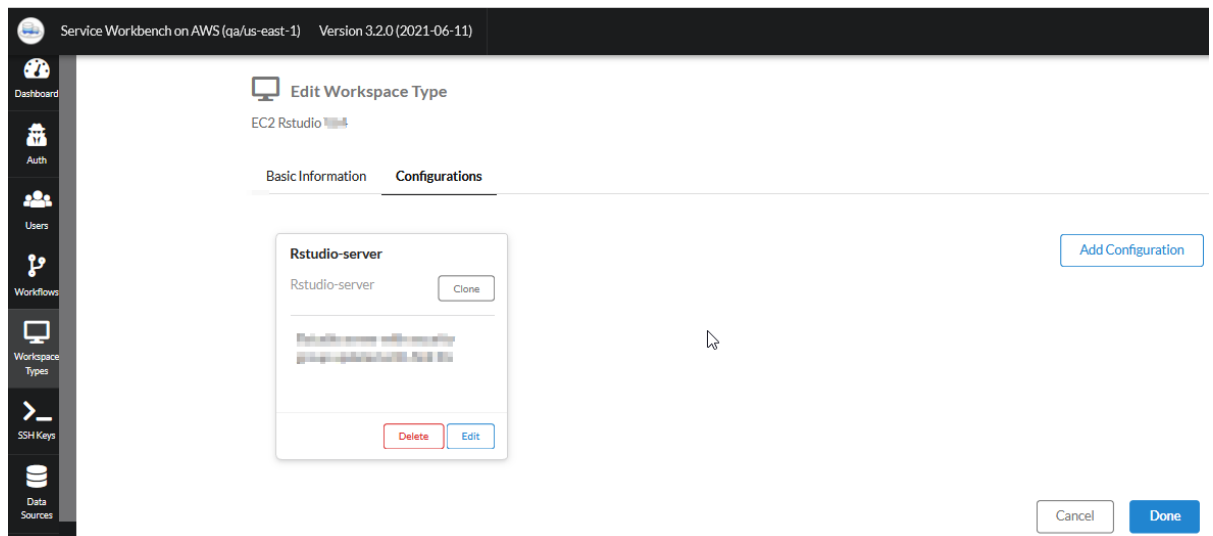 Service Workbench on AWS (qa/us-east-1) Version 3.2.0 (2021-06-11)
Dashboard
Auth
Users
Workflows
Workspace
Types
SSH Keys
Data
Sources
Edit Workspace Type
EC2 Rstudio
Basic Information Configurations
Rstudio-server
Rstudio-server
Clone
Delete Edit
Add Configuration
Cancel Done